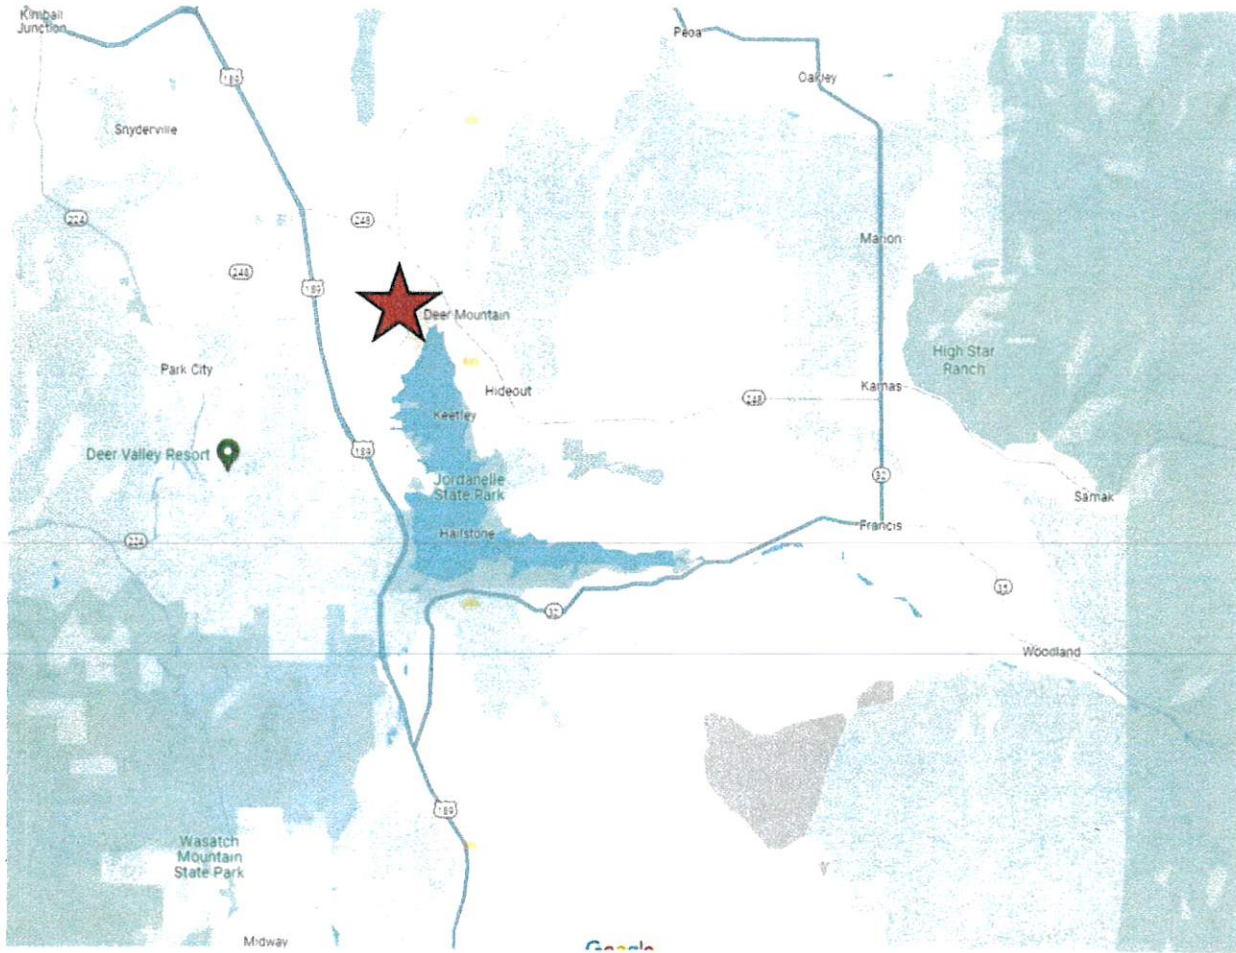 Kimball
Junction
Peoa
189
Oakley
Snyderville
224
248
Marion
248
189
Deer Mountain
High Star
Ranch
Park City
Kamas
Hideout
248
Keetley
189
Deer Valley Resort
32
Jordanelle
State Park
Samak
Francis
Hailstone
224
35
32
Woodland
189
Wasatch
Mountain
State Park
Midway
Google